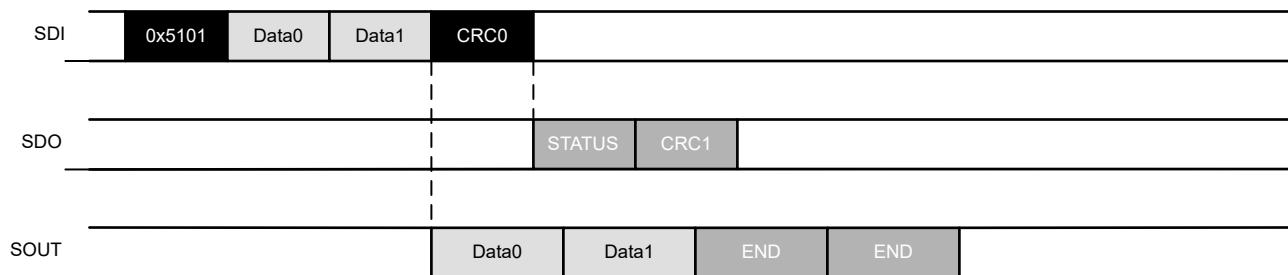 SDI 0x5101 Data0 Data1 CRC0
SDO STATUS CRC1
SOUT Data0 Data1 END END